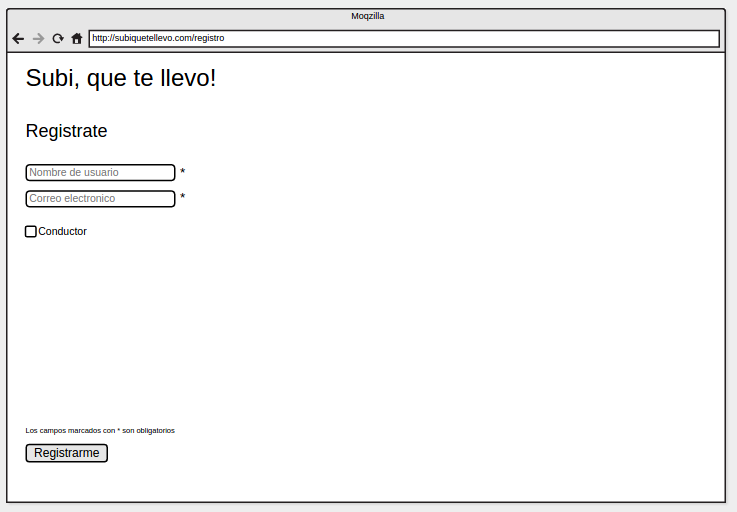 Moqzilla
http://subiquetellevo.com/registro
Subi, que te llevo!
Registrate
Nombre de usuario *
Correo electronico *
Conductor
Los campos marcados con * son obligatorios
Registrarme